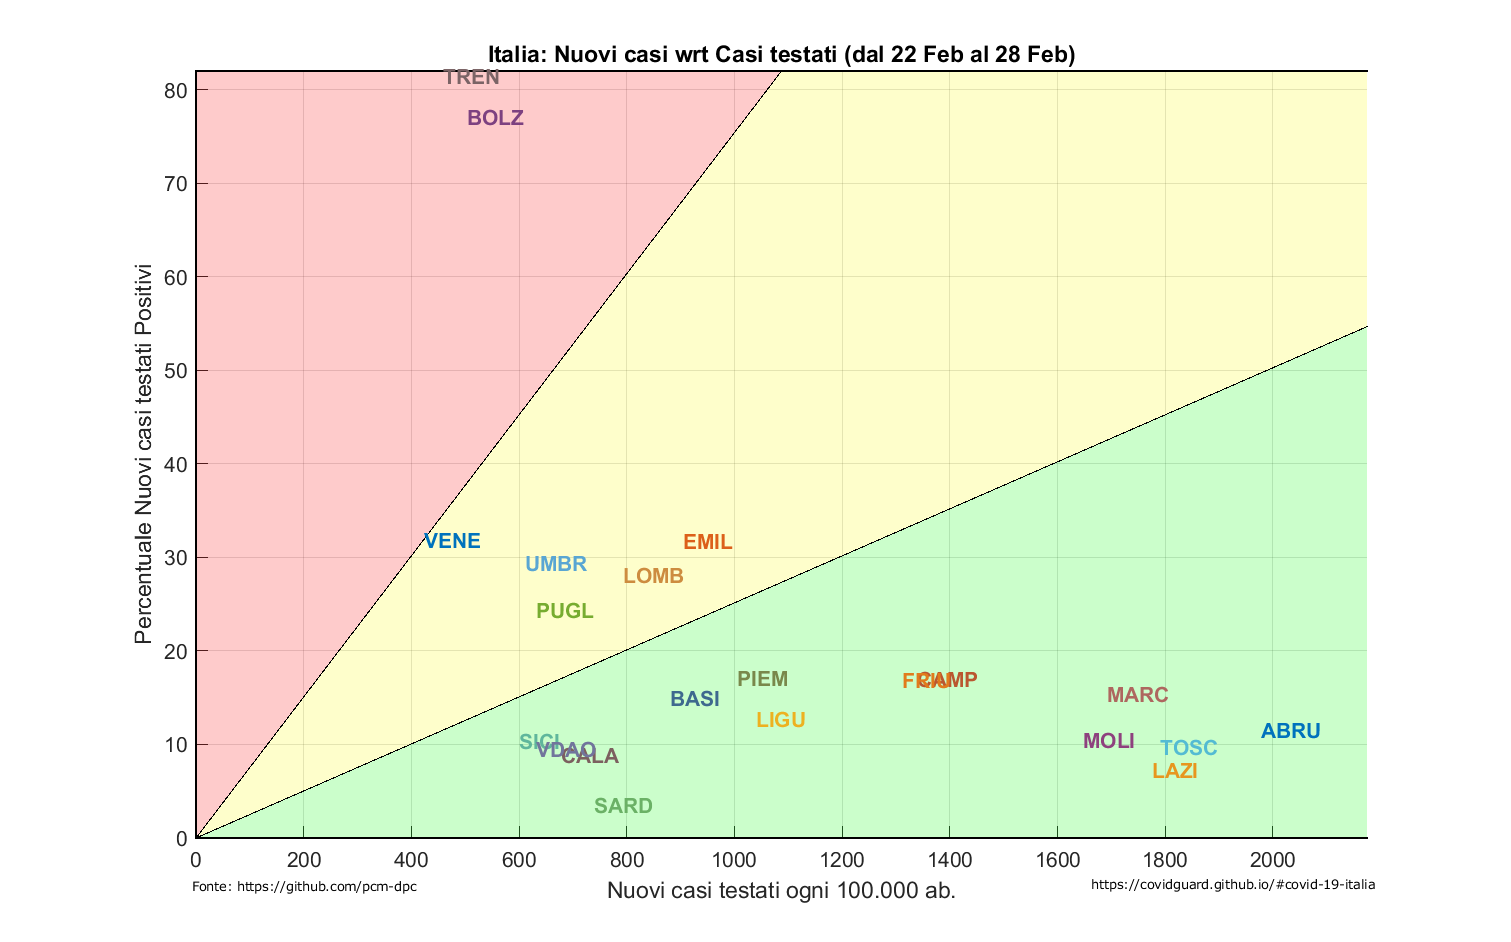 Italia: Nuovi casi wrt Casi testati (dal 22 Feb al 28 Feb)
TREN
80
BOLZ
70
60
50
40
VENE
EMIL
30
UMBR
LOMB
PUGL
20
PIEM
FRIU
CAMP
MARC
BASI
LIGU
ABRU
10
SICI
VDAO
CALA
MOLI
TOSC
LAZI
SARD
0
Percentuale Nuovi casi testati Positivi
0 200 400 600 800 1000 1200 1400 1600 1800 2000
Nuovi casi testati ogni 100.000 ab.
Fonte: https://github.com/pcm-dpc
https://covidguard.github.io/#covid-19-italia